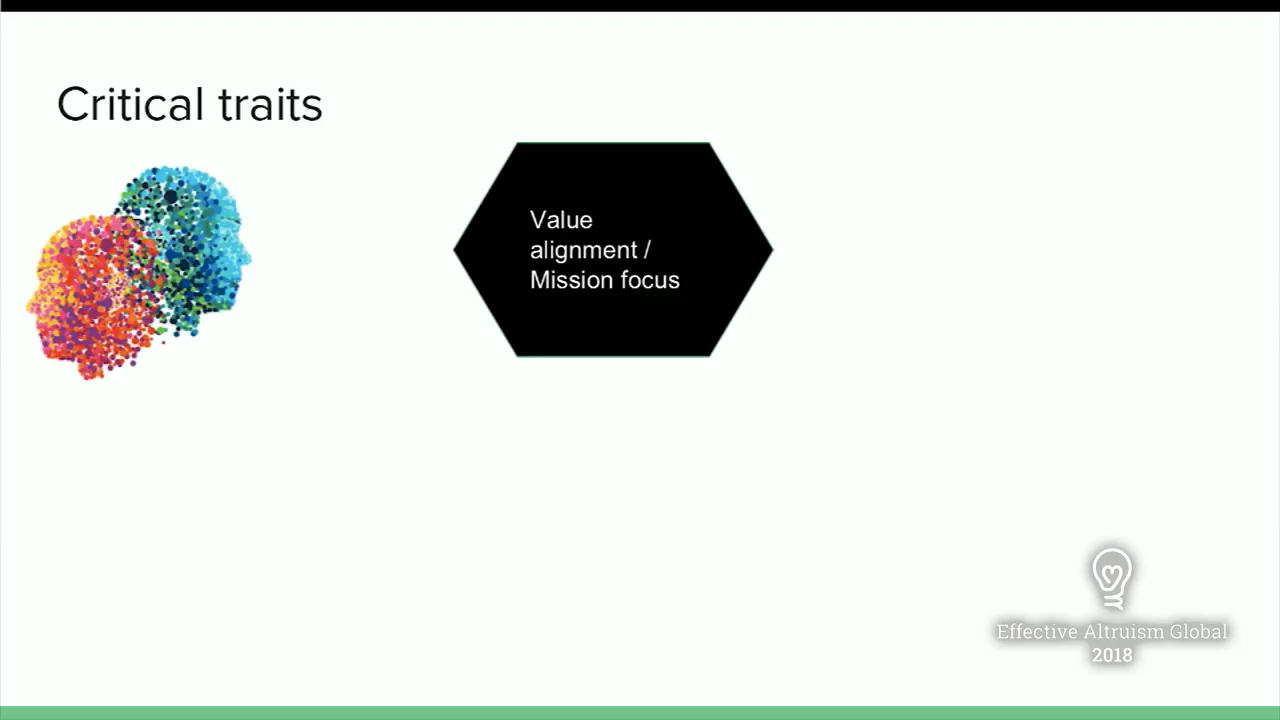 Critical traits
Value
alignment /
Mission focus
Effective Altruism Global
2018